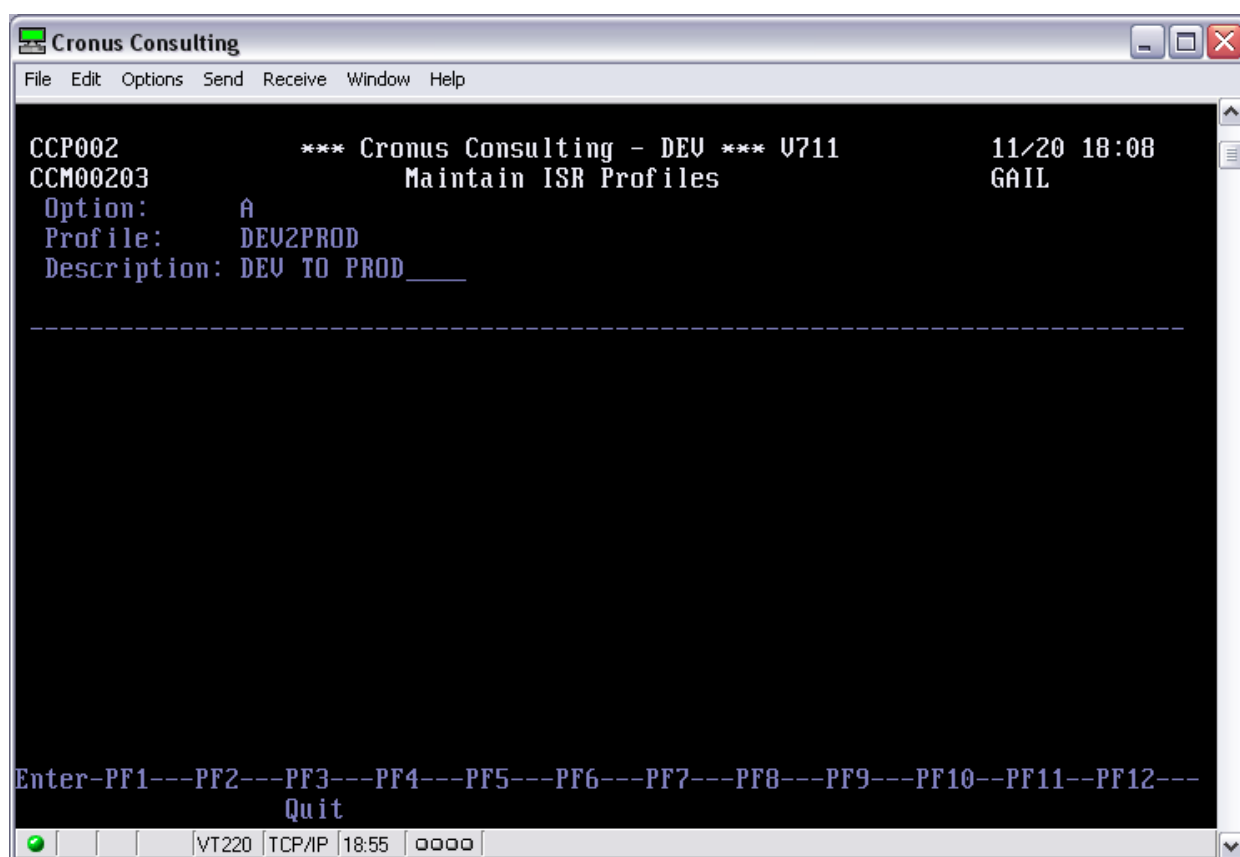 Cronus Consulting
File Edit Options Send Receive Window Help
CCP002 *** Cronus Consulting - DEV *** V711 11/20 18:08
CCM00203 Maintain ISR Profiles GAIL
Option: A
Profile: DEV2PROD
Description: DEV TO PROD____
-----------------------------------------------------------------------------
Enter-PF1---PF2---PF3---PF4---PF5---PF6---PF7---PF8---PF9---PF10--PF11--PF12---
Quit
VT220 TCP/IP 18:55